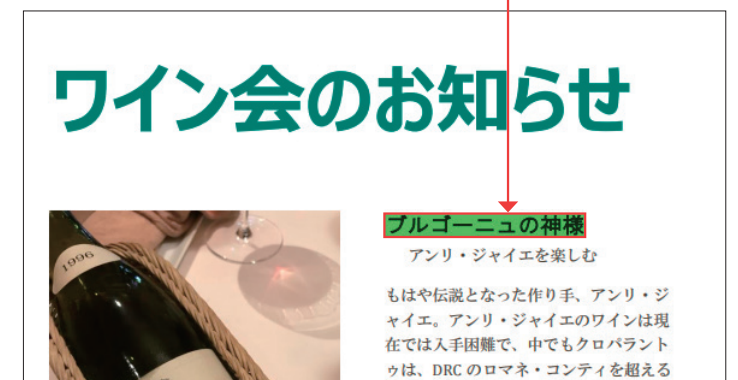 ワイン会のお知らせ
1996
ブルゴーニュの神様
アンリ・ジャイエを楽しむ
もはや伝説となった作り手、アンリ・ジ
ャイエ。アンリ・ジャイエのワインは現
在では入手困難で、中でもクロパラント
ゥは、DRC のロマネ・コンティを超える